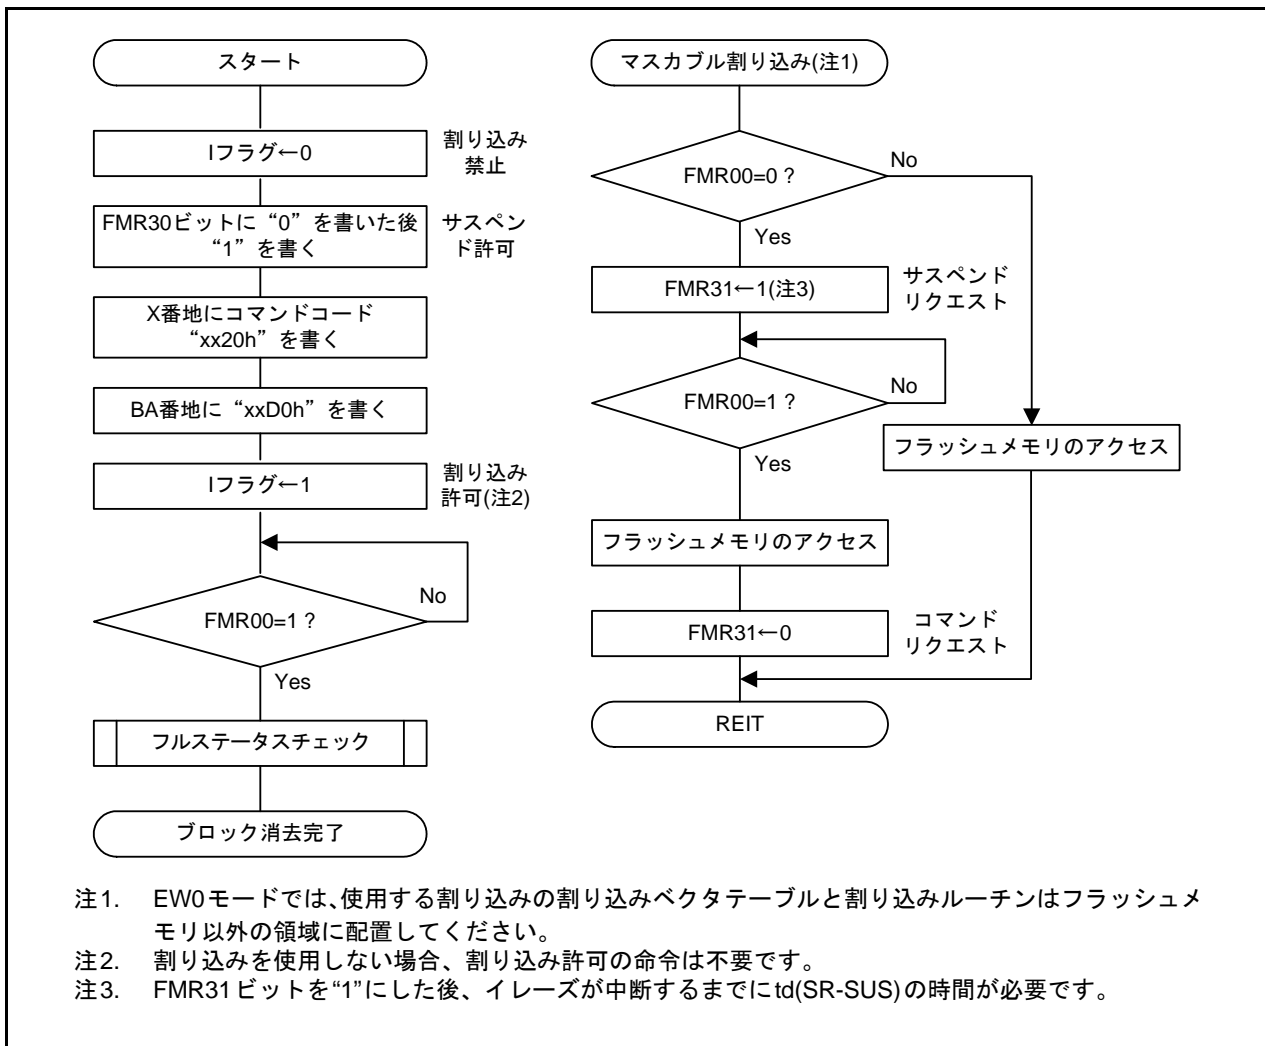 スタート
Iフラグ←0
割り込み
禁止
FMR30ビットに“0”を書いた後
“1”を書く
サスペン
ド許可
X番地にコマンドコード
“xx20h”を書く
BA番地に“xxD0h”を書く
Iフラグ←1
割り込み
許可(注2)
FMR00=1 ?
No
Yes
フルステータスチェック
ブロック消去完了
マスカブル割り込み(注1)
FMR00=0 ?
No
Yes
FMR31←1(注3)
サスペンド
リクエスト
FMR00=1 ?
No
Yes
フラッシュメモリのアクセス
フラッシュメモリのアクセス
FMR31←0
コマンド
リクエスト
REIT
注1. EW0モードでは、使用する割り込みの割り込みベクタテーブルと割り込みルーチンはフラッシュメ
モリ以外の領域に配置してください。
注2. 割り込みを使用しない場合、割り込み許可の命令は不要です。
注3. FMR31ビットを“1”にした後、イレーズが中断するまでにtd(SR-SUS)の時間が必要です。